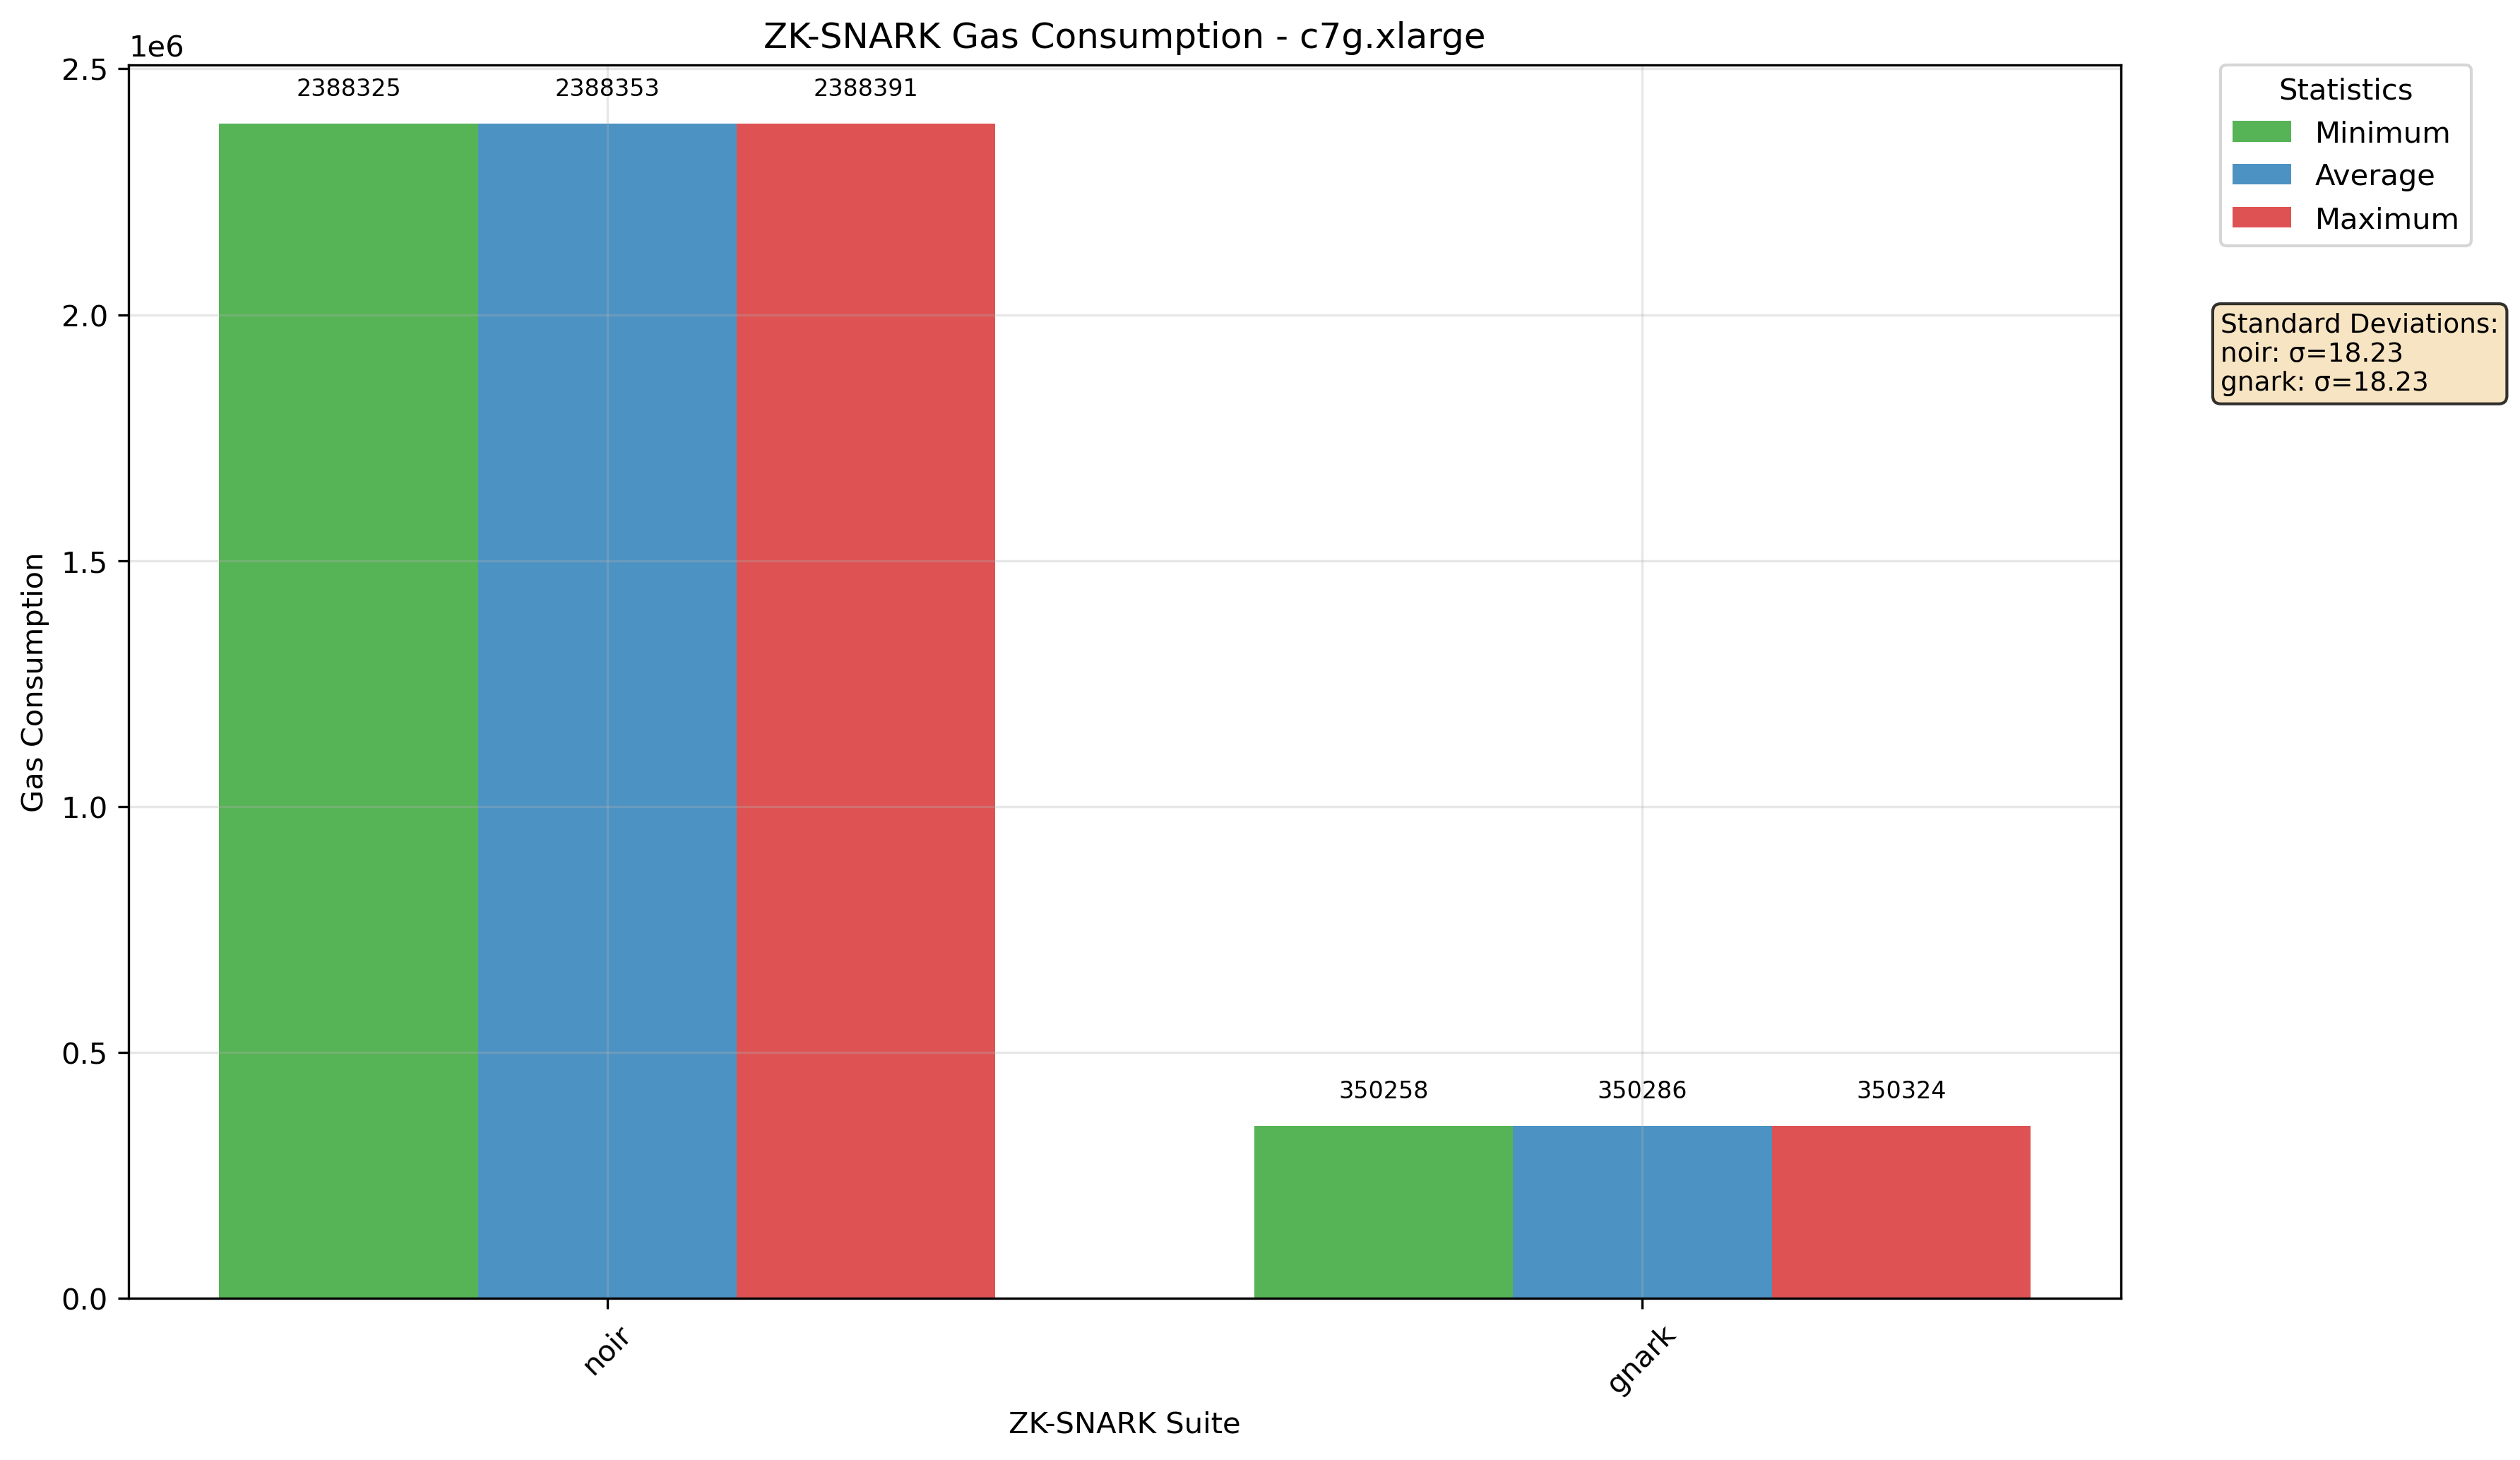 ZK-SNARK Gas Consumption - c7g.xlarge
1e6
2.5
2.0
1.5
1.0
0.5
0.0
Gas Consumption
2388325
2388353
2388391
350258
350286
350324
noir
gnark
ZK-SNARK Suite
Statistics
Minimum
Average
Maximum
Standard Deviations:
noir: σ=18.23
gnark: σ=18.23